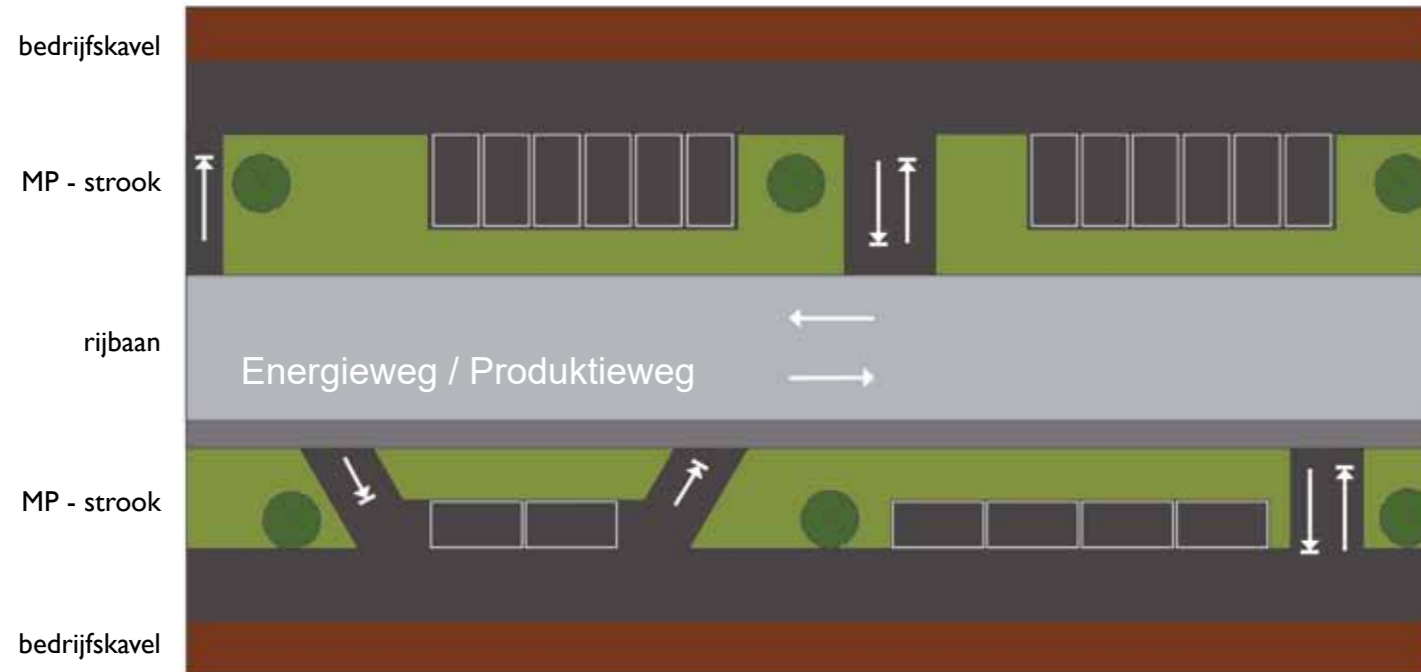 bedrijfskavel
MP - strook
rijbaan
Energieweg / Produktieweg
MP - strook
bedrijfskavel